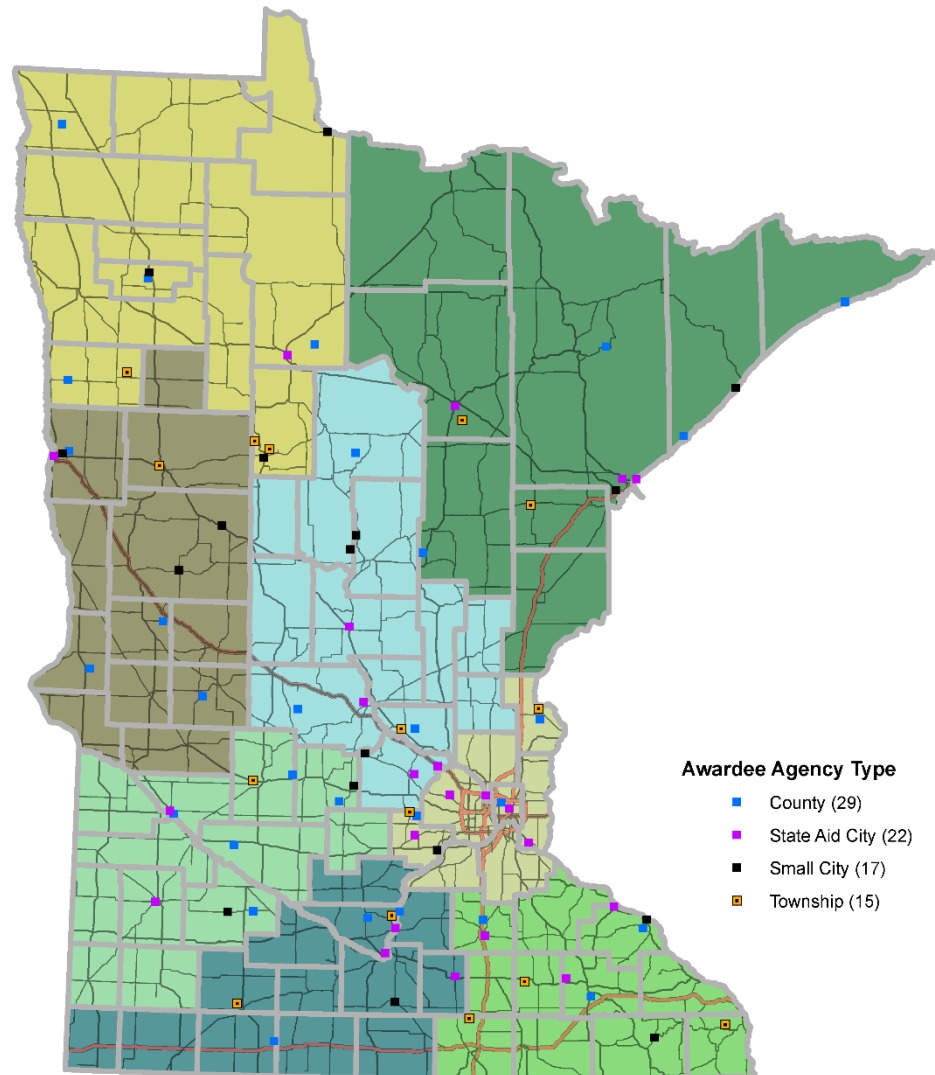 Awardee Agency Type
County (29)
State Aid City (22)
Small City (17)
Township (15)